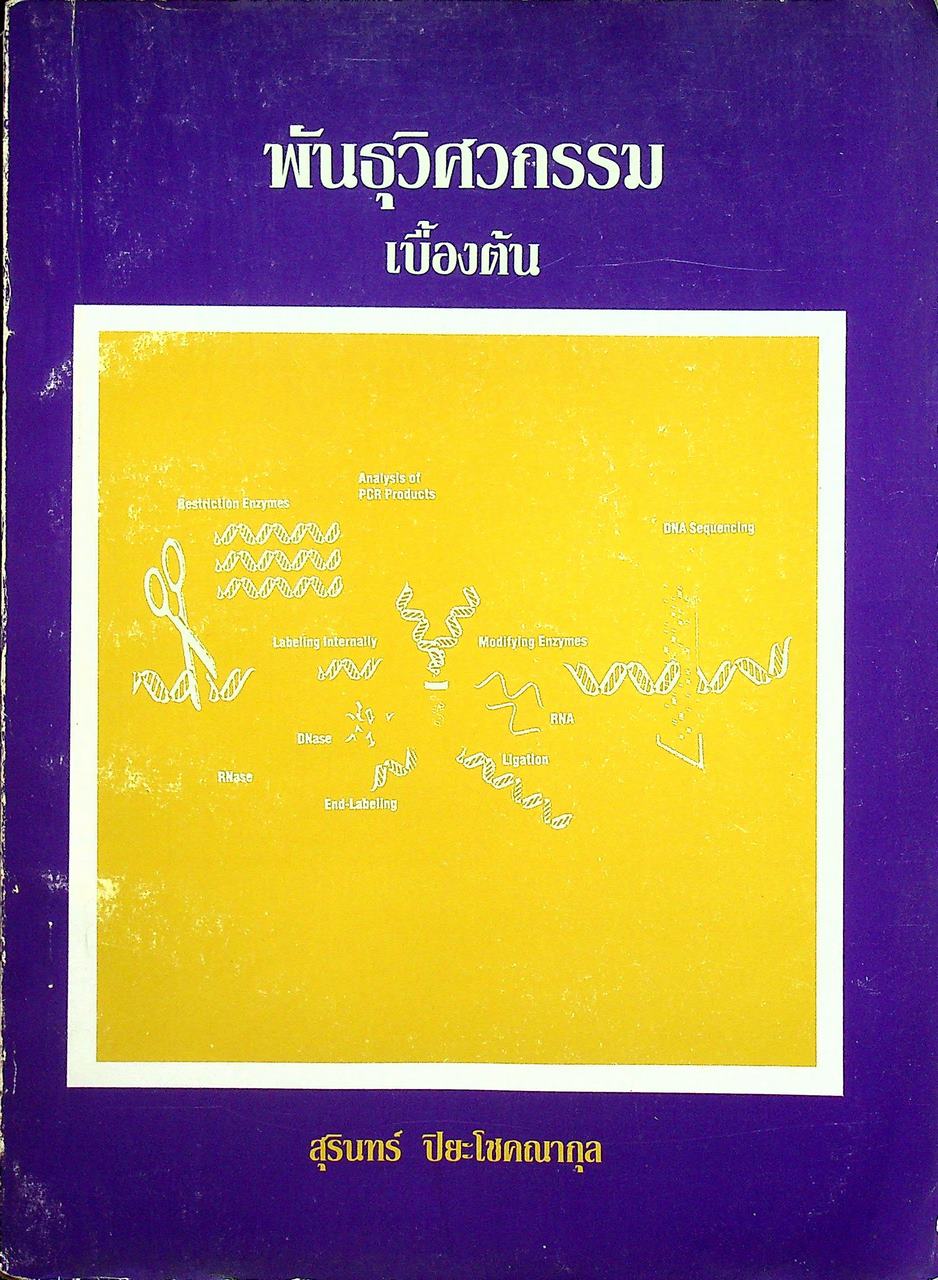 พันธุวิศวกรรม
เบื้องต้น
Analysis of
PCR Products
Restriction Enzymes
DNA Sequencing
Labeling Internally
Modifying Enzymes
RNA
DNase
Ligation
RNase
End-Labeling
สุรินทร์ ปิยะโชคณากุล